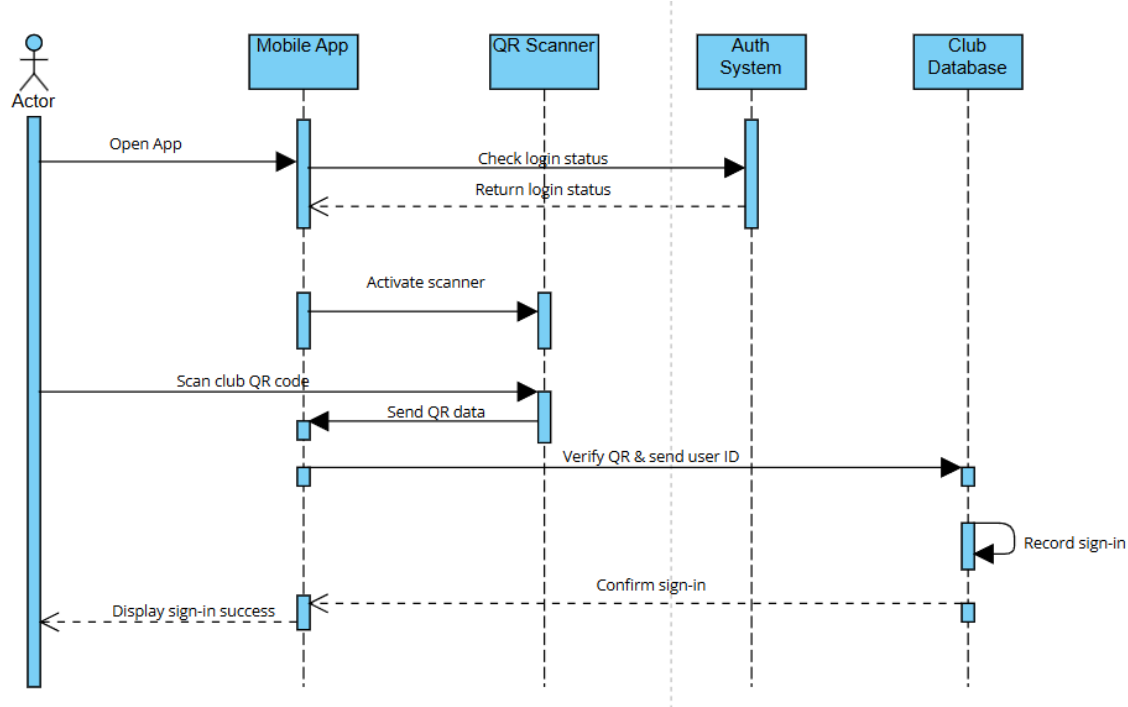 Mobile App
QR Scanner
Auth
System
Club
Database
Actor
Open App
Check login status
Return login status
Activate scanner
Scan club QR code
Send QR data
Verify QR & send user ID
Record sign-in
Confirm sign-in
Display sign-in success